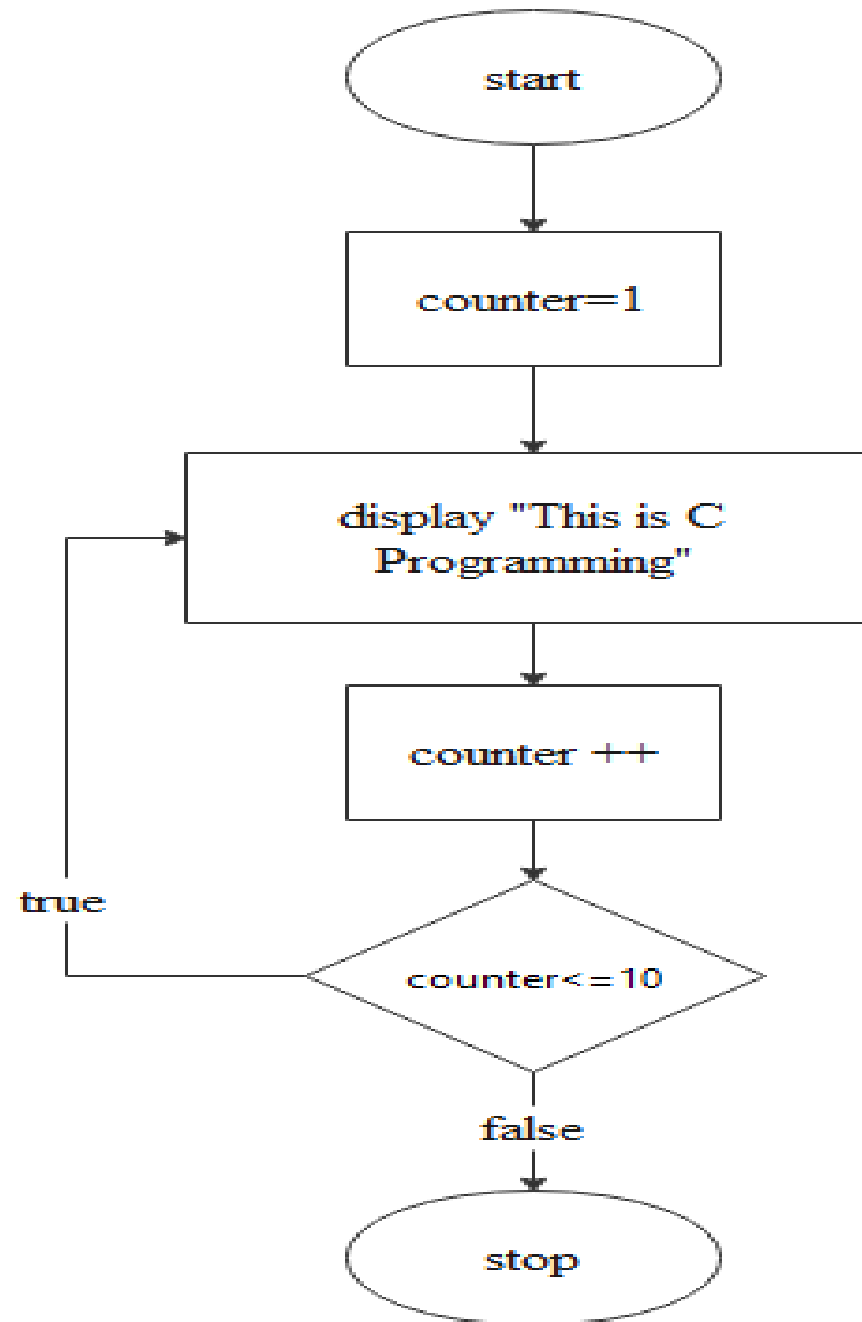 start
counter=1
display "This is C
Programming"
counter ++
true
counter<=10
false
stop